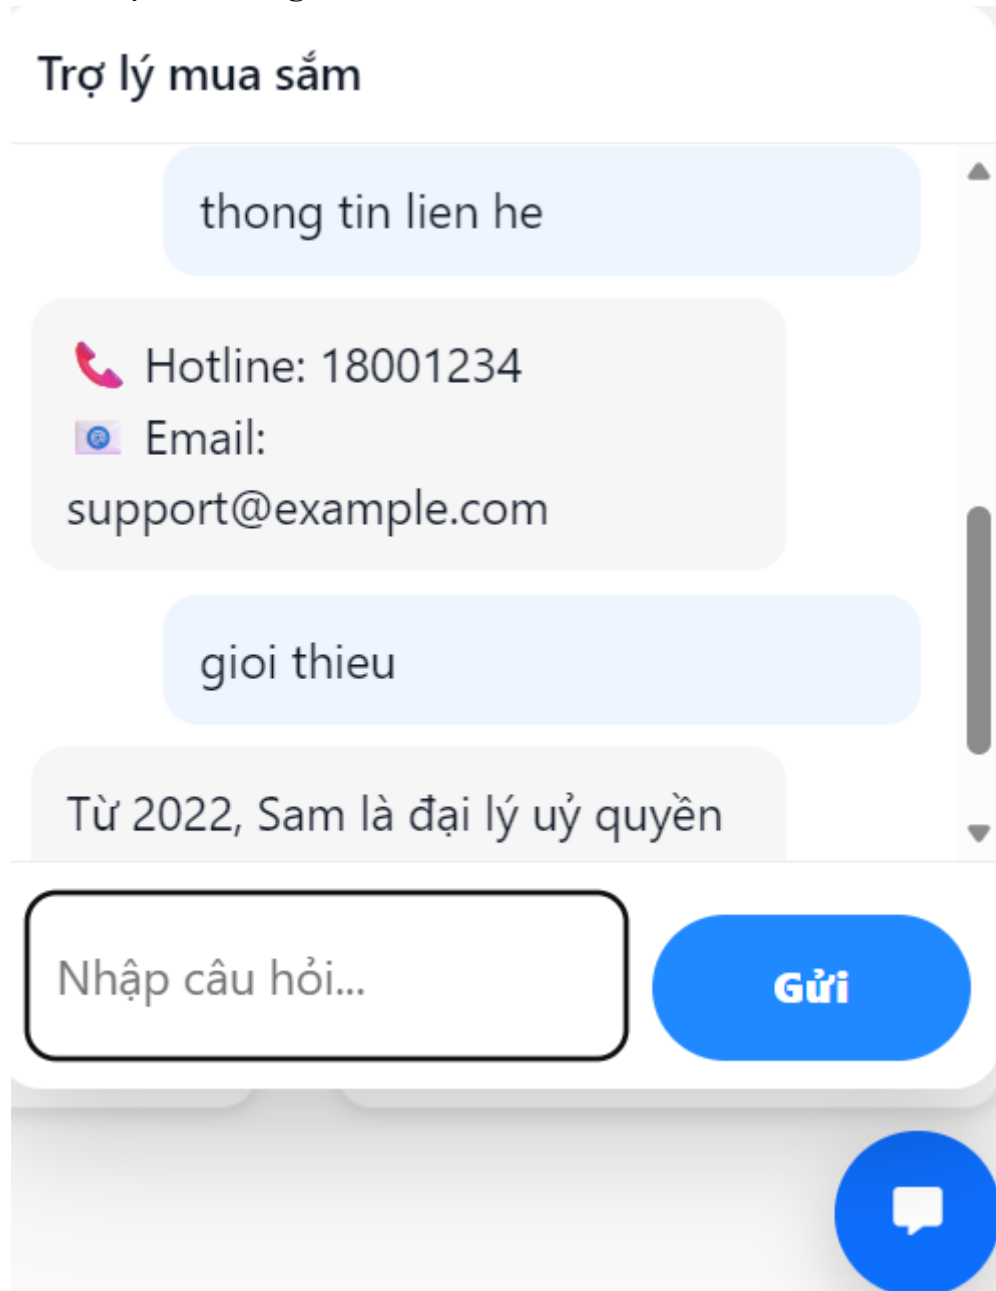 Trợ lý mua sắm
thong tin lien he
📞 Hotline: 18001234
📧 Email:
support@example.com
gioi thieu
Từ 2022, Sam là đại lý uỷ quyền
Nhập câu hỏi...
Gửi